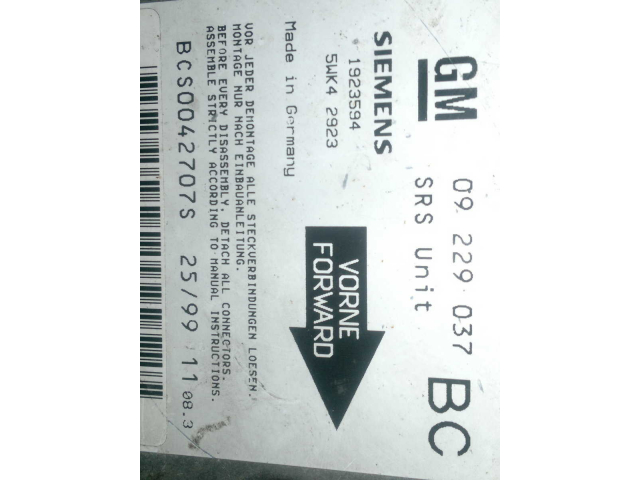 GM 09 229 037 BC
SRS Unit
SIEMENS
1923594
5WK4 2923
VORNE
FORWARD
Made in Germany
VOR JEDER DEMONTAGE ALLE STECKVERBINDUNGEN LOESEN.
MONTAGE NUR NACH EINBAUANLEITUNG.
BEFORE EVERY DISASSEMBLY, DETACH ALL CONNECTORS.
ASSEMBLE STRICTLY ACCORDING TO MANUAL INSTRUCTIONS.
BCS0042707S 25/99 11 08.3